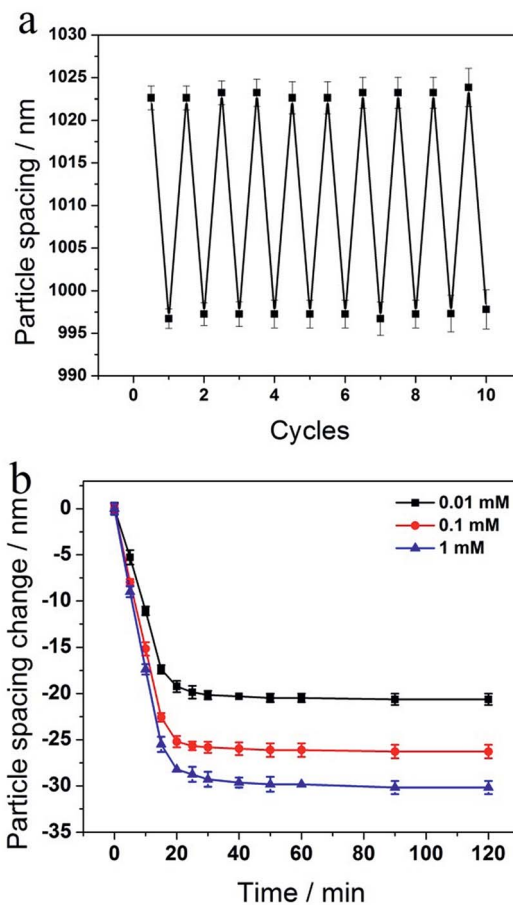 a
1030
1025
1020
1015
1010
1005
1000
995
990
Particle spacing / nm
0 2 4 6 8 10
Cycles
b
0
-5
-10
-15
-20
-25
-30
-35
Particle spacing change / nm
0.01 mM
0.1 mM
1 mM
0 20 40 60 80 100 120
Time / min